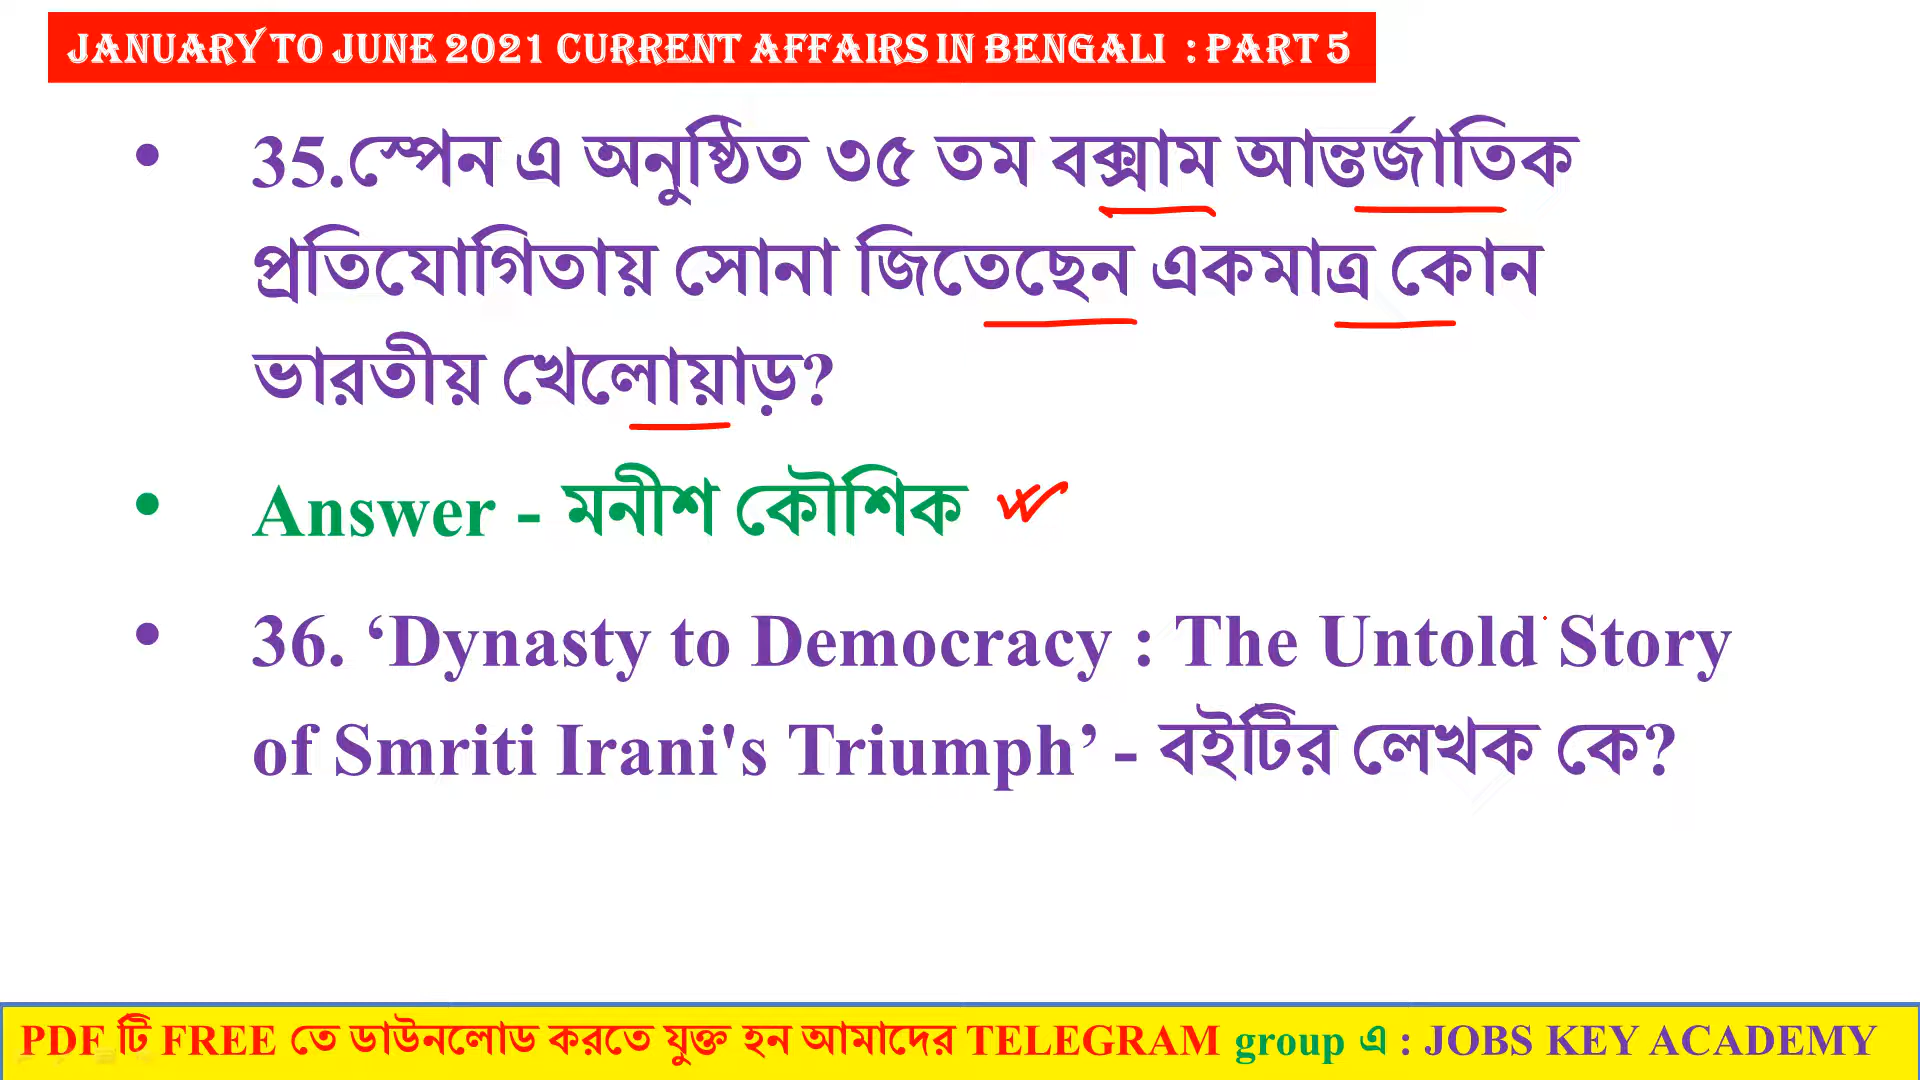 JANUARY TO JUNE 2021 CURRENT AFFAIRS IN BENGALI : PART 5
• 35.স্পেন এ অনুষ্ঠিত ৩৫ তম বক্সাম আন্তর্জাতিক
প্রতিযোগিতায় সোনা জিতেছেন একমাত্র কোন
ভারতীয় খেলোয়াড়?
• Answer - মনীশ কৌশিক
• 36. ‘Dynasty to Democracy : The Untold Story
of Smriti Irani's Triumph’ - বইটির লেখক কে?
PDF টি FREE তে ডাউনলোড করতে যুক্ত হন আমাদের TELEGRAM group এ : JOBS KEY ACADEMY